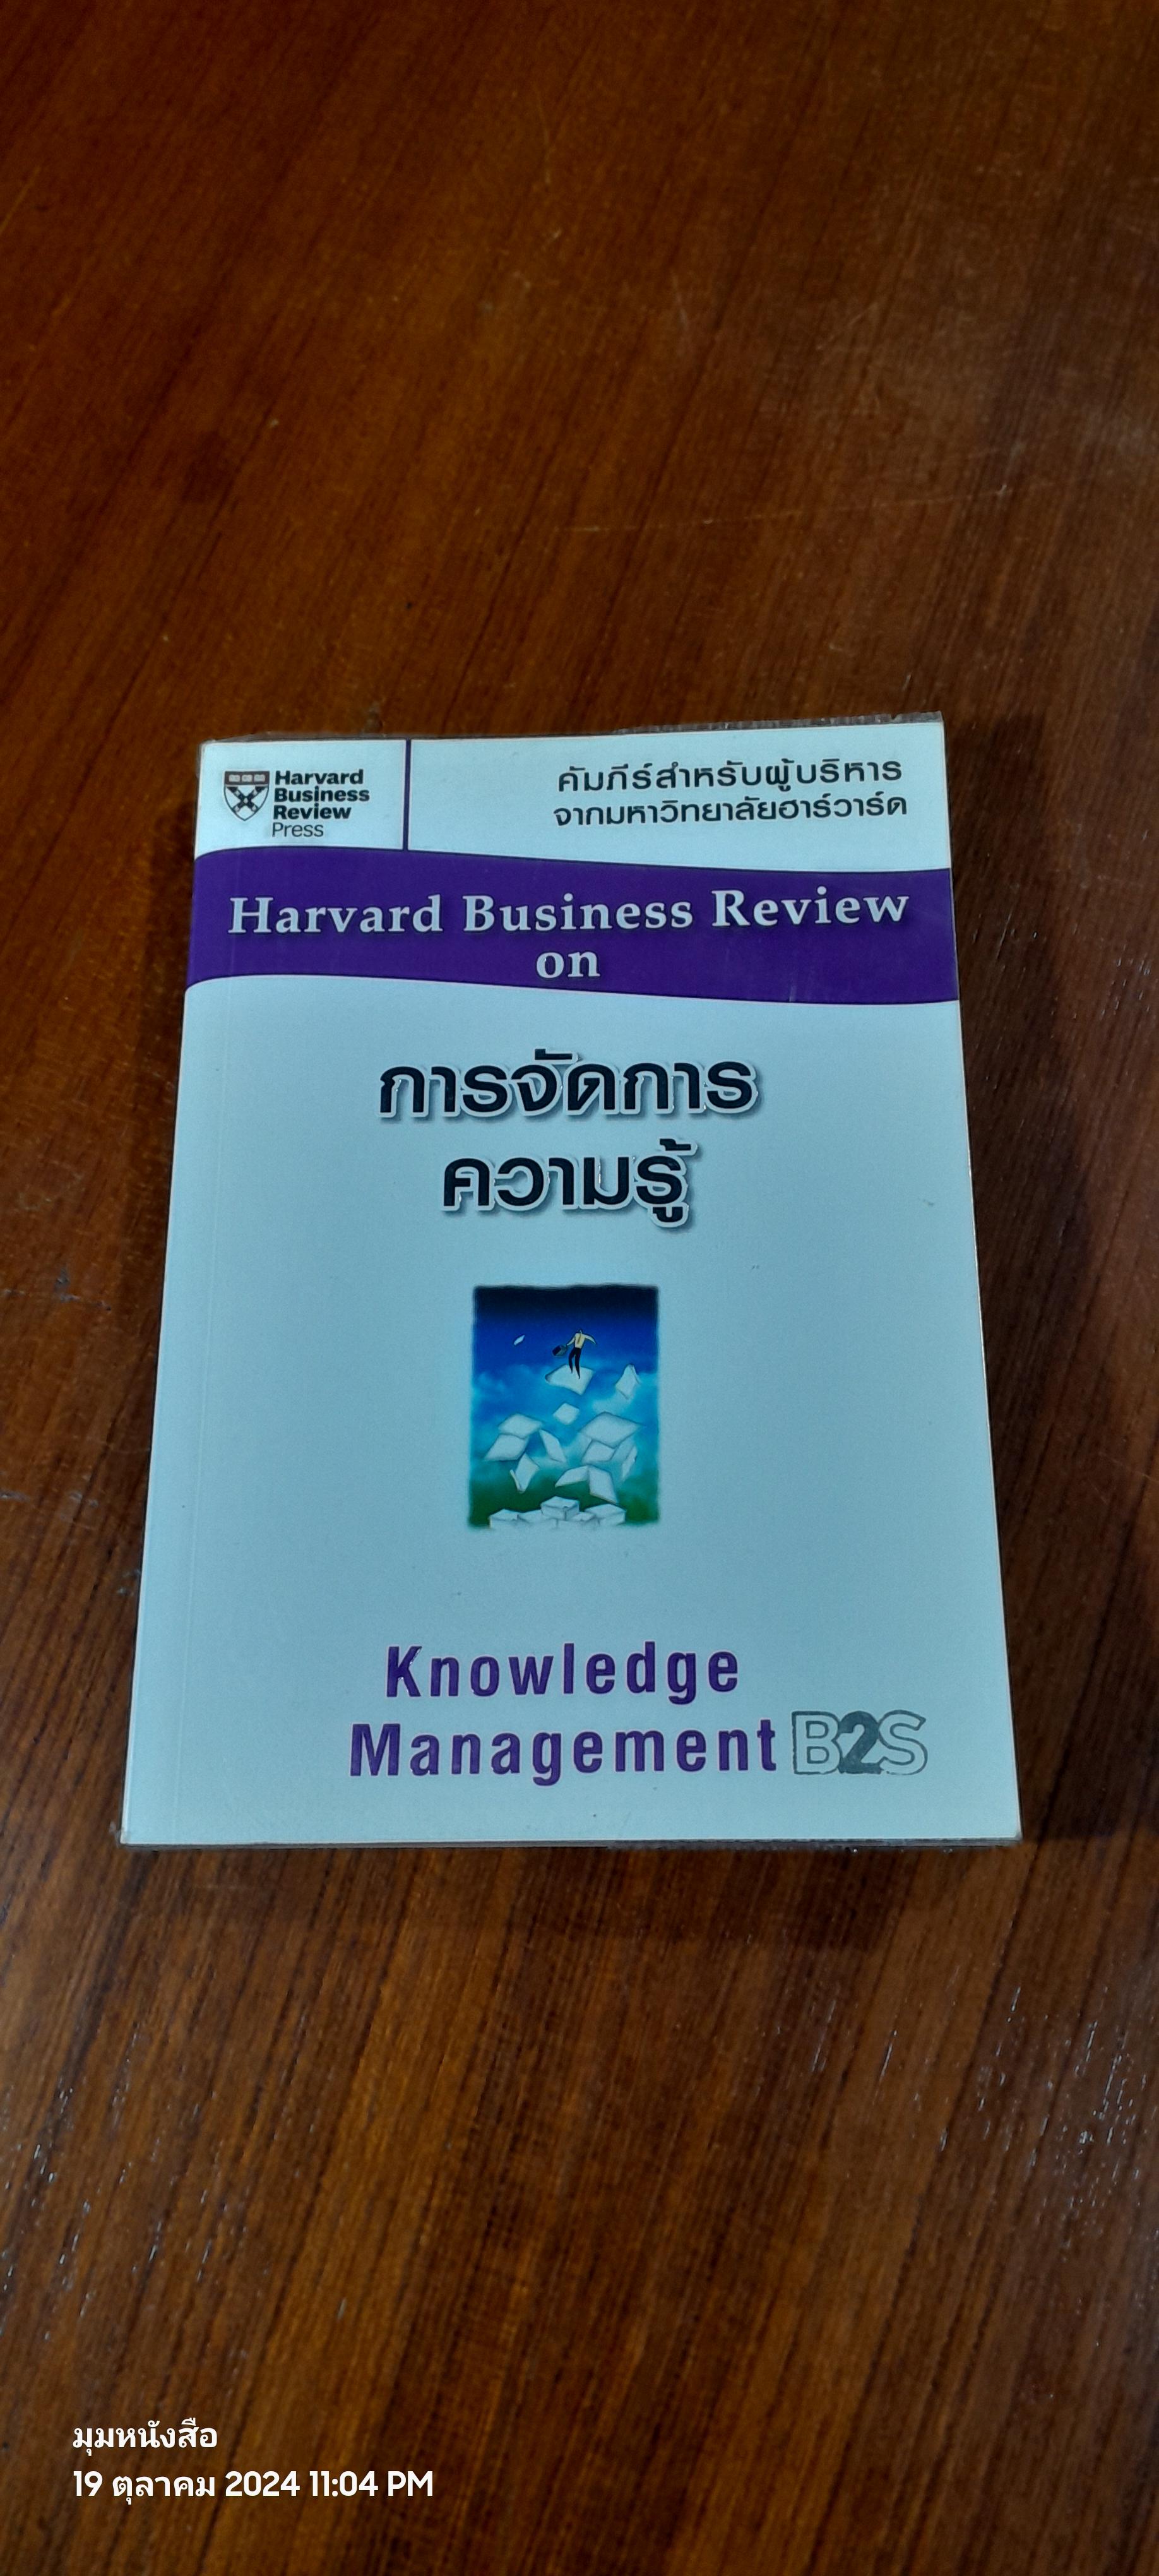 Harvard
Business
Review
Press
คัมภีร์สำหรับผู้บริหาร
จากมหาวิทยาลัยฮาร์วาร์ด
Harvard Business Review
on
การจัดการ
ความรู้
Knowledge
Management
B2S
มุมหนังสือ
19 ตุลาคม 2024 11:04 PM